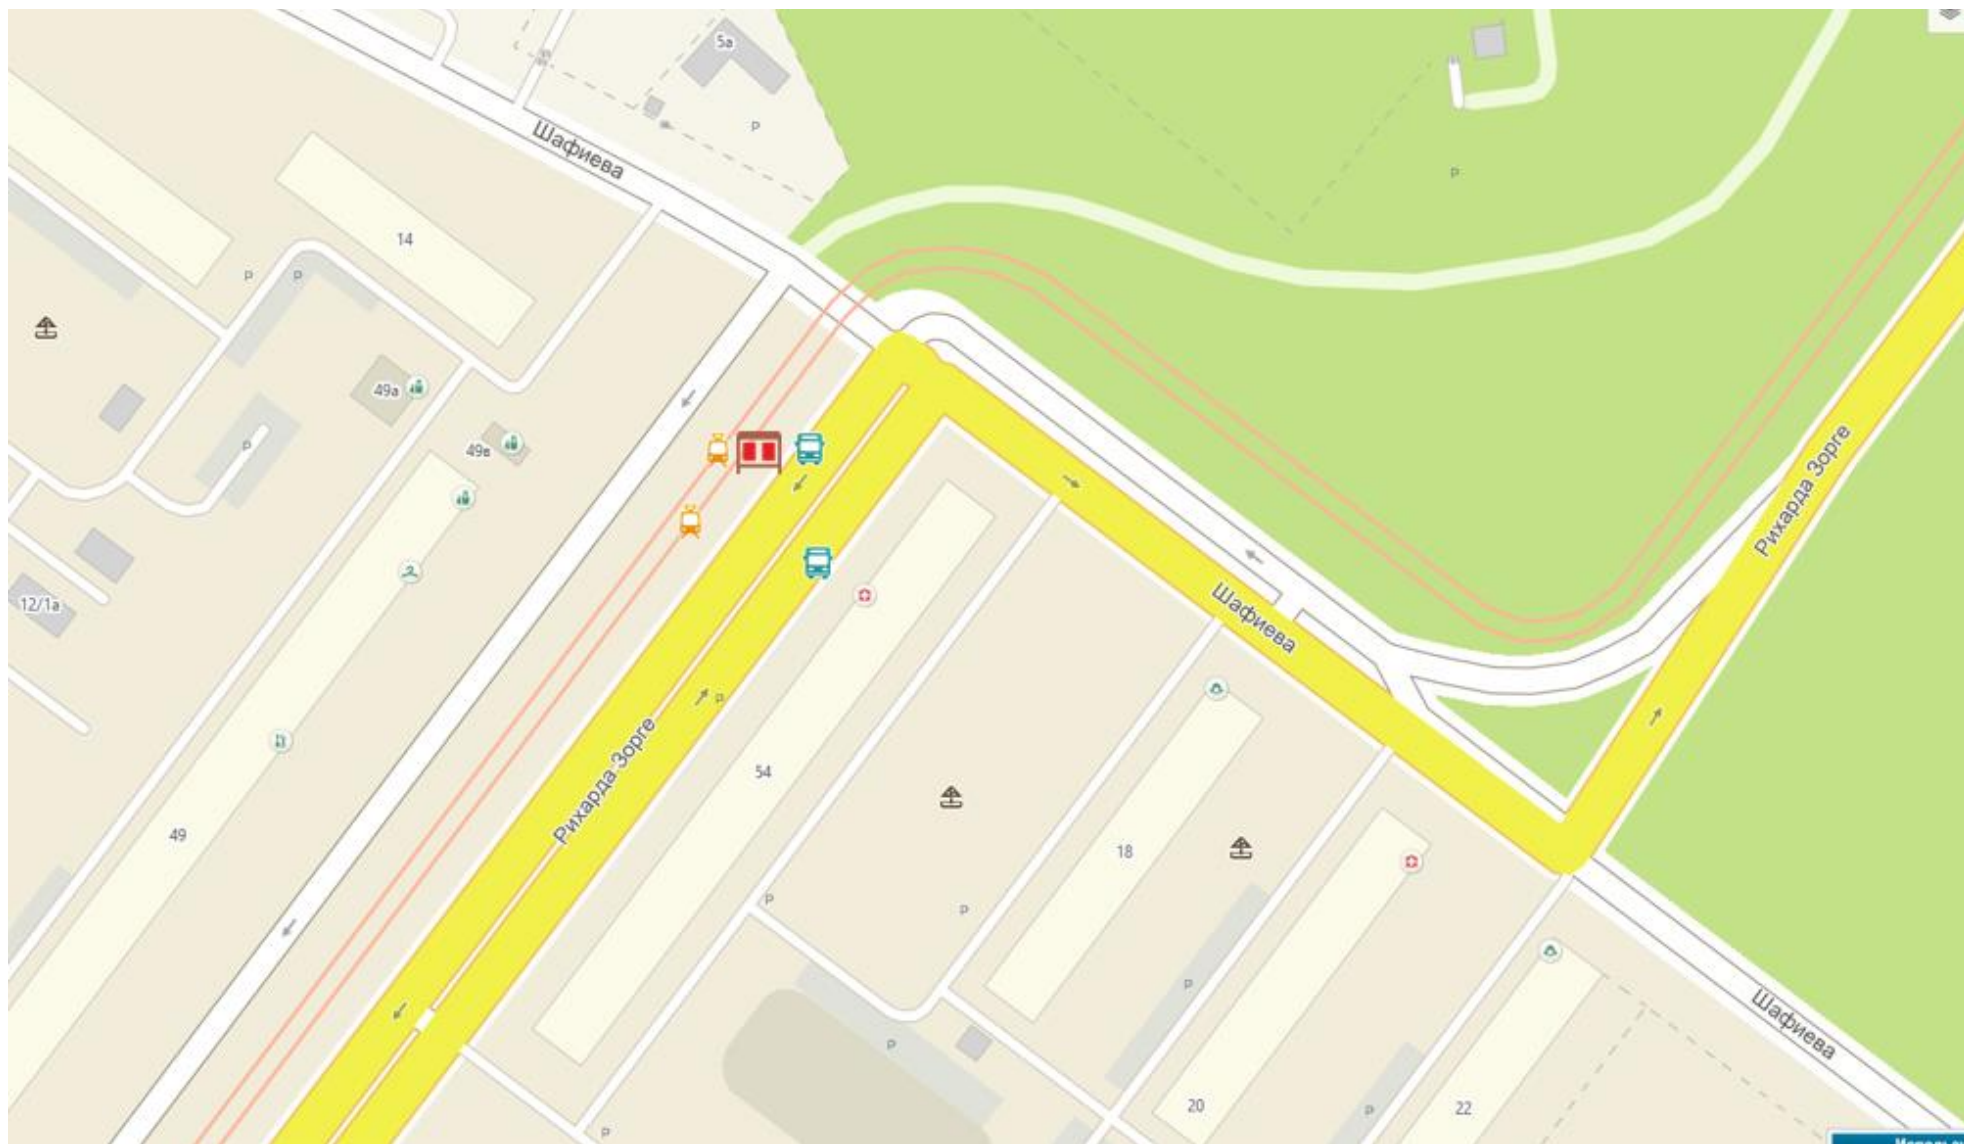 5а
P
Шафиева
P
14
P
P
49а
Рихарда Зорге
49в
P
12/1а
Шафиева
P
Рихарда Зорге
54
49
18
P
P
P
Шафиева
P
20
22
P
P